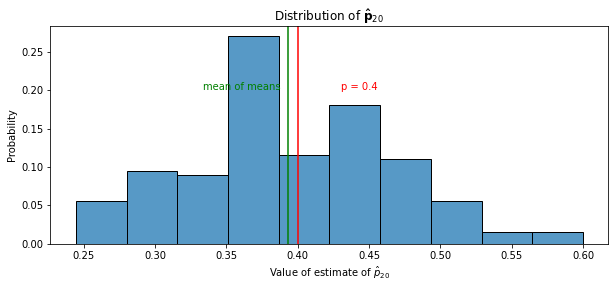 Distribution of p̂₂₀
Probability
0.25
0.20
0.15
0.10
0.05
0.00
mean of means
p = 0.4
0.25 0.30 0.35 0.40 0.45 0.50 0.55 0.60
Value of estimate of p̂₂₀